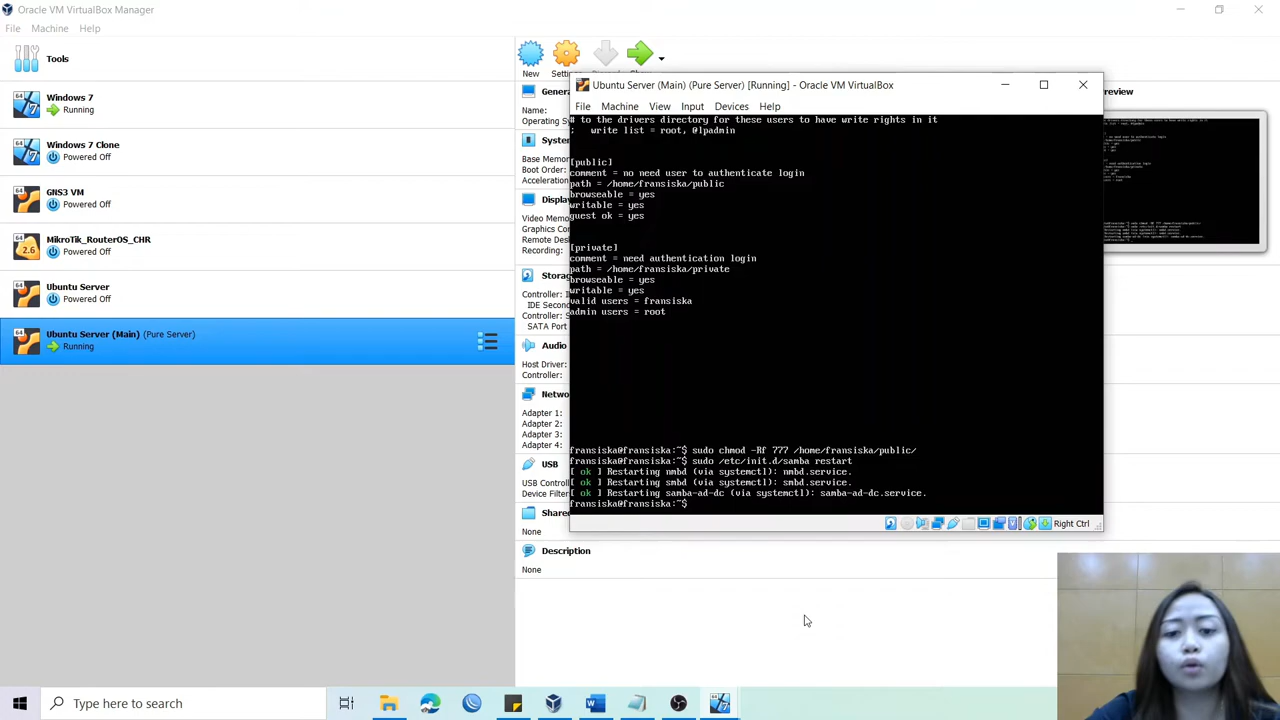 Oracle VM VirtualBox Manager
File Machine Help
Tools
Windows 7
Running
Windows 7 Clone
Powered Off
GNS3 VM
Powered Off
MikroTik_RouterOS_CHR
Powered Off
Ubuntu Server
Powered Off
Ubuntu Server (Main) (Pure Server)
Running
New
Name:
Operating Sy
System
Base Memo
Boot Order:
Display
Video Memo
Graphics Co
Remote Des
Recording:
Storag
Controller: I
IDE Second
Controller: S
SATA Port
Audio
Host Driver:
Controller:
Netwo
Adapter 1:
Adapter 2:
Adapter 3:
Adapter 4:
USB
USB Control
Device Filter
Shared
None
Description
None
review
Ubuntu Server (Main) (Pure Server) [Running] - Oracle VM VirtualBox
File Machine View Input Devices Help
# to the drivers directory for these users to have write rights in it
; write list = root, @lpadmin
[public]
comment = no need user to authenticate login
path = /home/fransiska/public
browseable = yes
writable = yes
guest ok = yes
[private]
comment = need authentication login
path = /home/fransiska/private
browseable = yes
writable = yes
valid users = fransiska
admin users = root
fransiska@fransiska:~$ sudo chmod -Rf 777 /home/fransiska/public/
fransiska@fransiska:~$ sudo /etc/init.d/samba restart
[ ok ] Restarting nmbd (via systemctl): nmbd.service.
[ ok ] Restarting smbd (via systemctl): smbd.service.
[ ok ] Restarting samba-ad-dc (via systemctl): samba-ad-dc.service.
fransiska@fransiska:~$
Right Ctrl
Type here to search